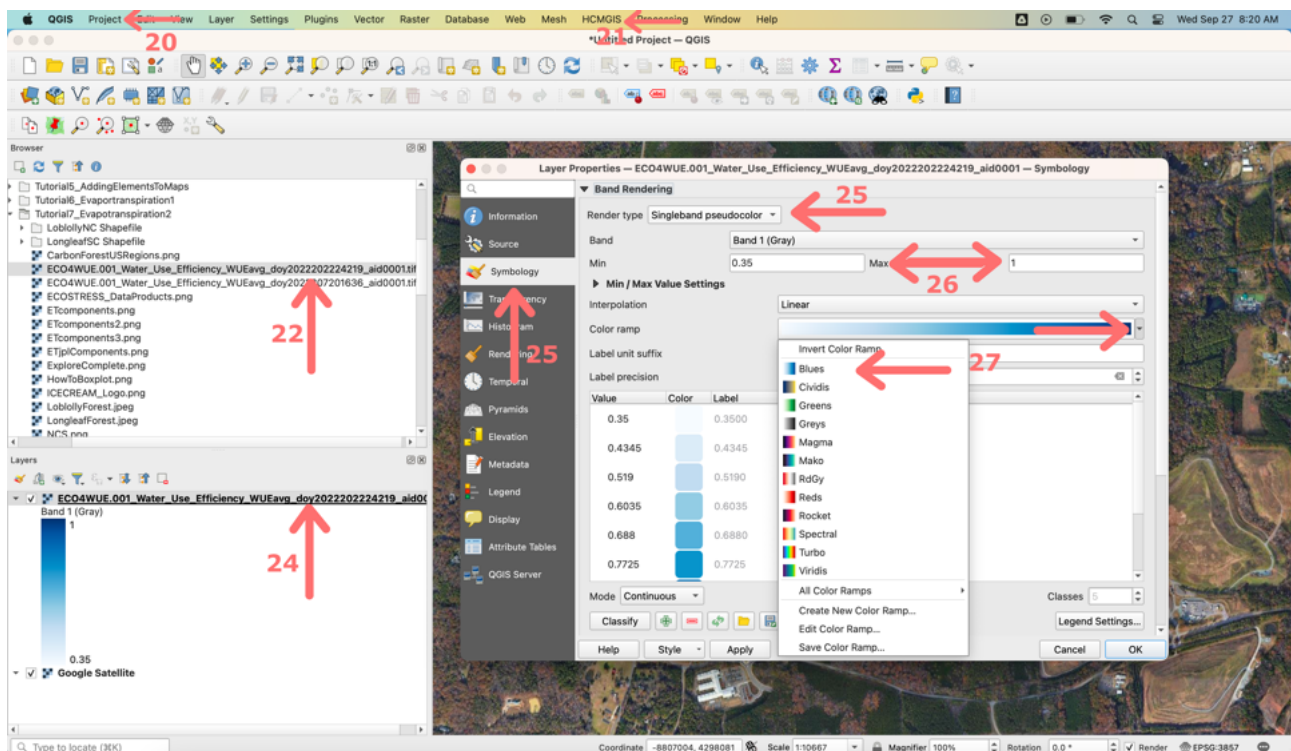 QGIS Project Edit View Layer Settings Plugins Vector Raster Database Web Mesh HCMGIS Processing Window Help Wed Sep 27 8:20 AM
20
21
*Untitled Project — QGIS
Browser
Tutorial5_AddingElementsToMaps
Tutorial6_Evaportranspiration1
Tutorial7_Evapotranspiration2
LoblollyNC Shapefile
LongleafSC Shapefile
CarbonForestUSRegions.png
ECO4WUE.001_Water_Use_Efficiency_WUEavg_doy2022202224219_aid0001.tif
ECOSTRESS_DataProducts.png
ETcomponents.png
ETcomponents2.png
ETcomponents3.png
ETjplComponents.png
ExploreComplete.png
HowToBoxplot.png
ICECREAM_Logo.png
LoblollyForest.jpeg
LongleafForest.jpeg
NCS.png
22
Layers
ECO4WUE.001_Water_Use_Efficiency_WUEavg_doy2022202224219_aid00
Band 1 (Gray)
1
24
0.35
Google Satellite
Layer Properties — ECO4WUE.001_Water_Use_Efficiency_WUEavg_doy2022202224219_aid0001 — Symbology
Information
Source
Symbology
Transparency
Histogram
Rendering
Temporal
Pyramids
Elevation
Metadata
Legend
Display
Attribute Tables
QGIS Server
25
Band Rendering
Render type Singleband pseudocolor
25
Band Band 1 (Gray)
Min 0.35 Max 1
26
Min / Max Value Settings
Interpolation Linear
Color ramp
Label unit suffix
Label precision
27
Value Color Label
0.35 0.3500
0.4345 0.4345
0.519 0.5190
0.6035 0.6035
0.688 0.6880
0.7725 0.7725
Invert Color Ramp
Blues
Cividis
Greens
Greys
Magma
Mako
RdGy
Reds
Rocket
Spectral
Turbo
Viridis
All Color Ramps
Create New Color Ramp...
Edit Color Ramp...
Save Color Ramp...
Mode Continuous Classes 5
Classify Legend Settings...
Help Style Apply Cancel OK
Type to locate (⌘K) Coordinate -8807004, 4298081 Scale 1:10667 Magnifier 100% Rotation 0.0 ° Render EPSG:3857